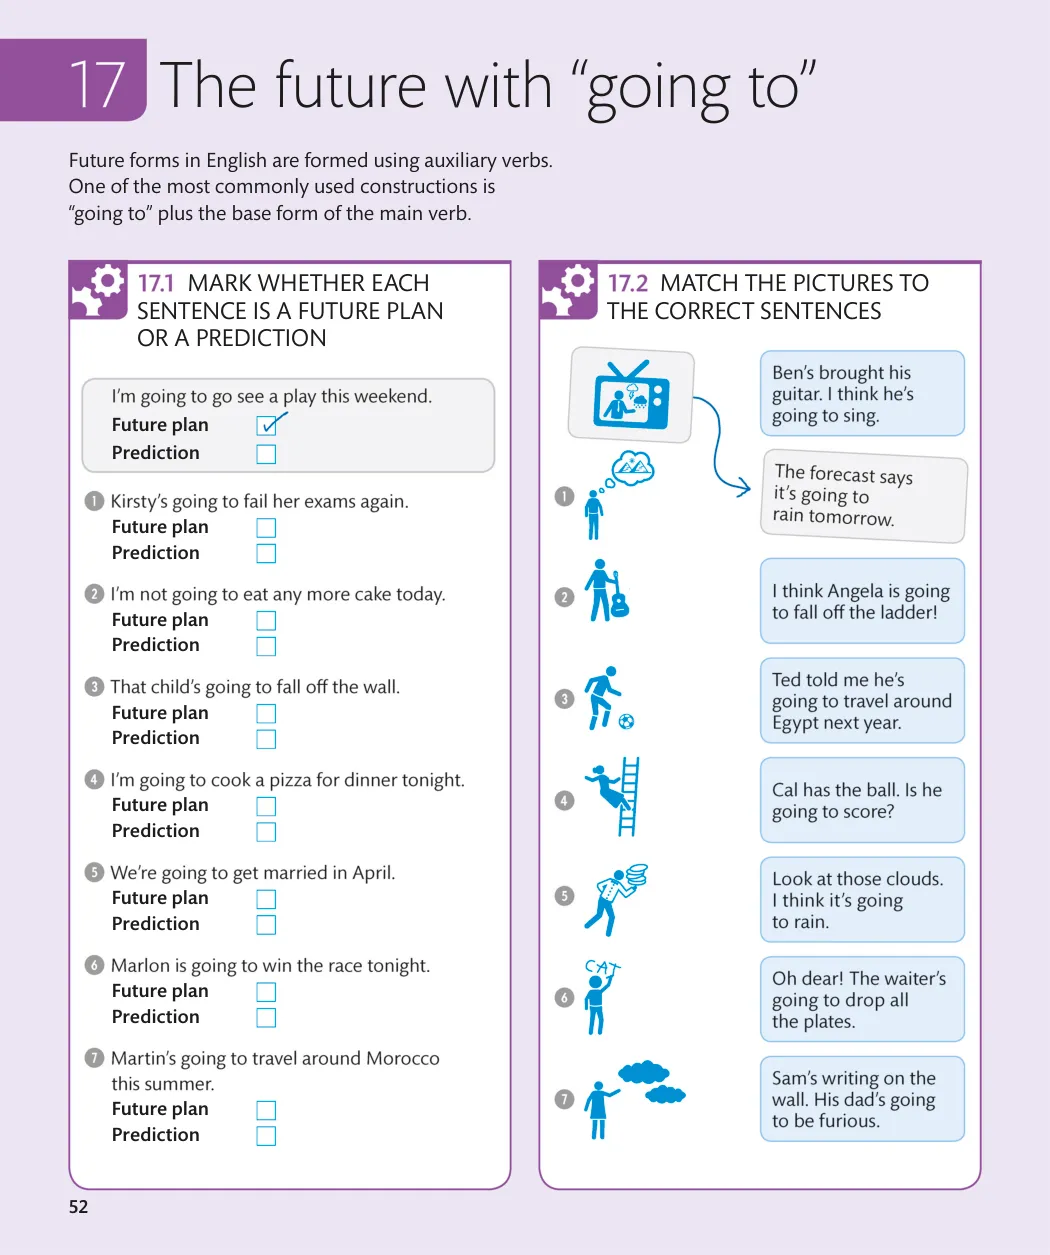 17 The future with “going to”
Future forms in English are formed using auxiliary verbs.
One of the most commonly used constructions is
“going to” plus the base form of the main verb.
17.1 MARK WHETHER EACH
SENTENCE IS A FUTURE PLAN
OR A PREDICTION
I’m going to go see a play this weekend.
Future plan
Prediction
1 Kirsty’s going to fail her exams again.
Future plan
Prediction
2 I’m not going to eat any more cake today.
Future plan
Prediction
3 That child’s going to fall off the wall.
Future plan
Prediction
4 I’m going to cook a pizza for dinner tonight.
Future plan
Prediction
5 We’re going to get married in April.
Future plan
Prediction
6 Marlon is going to win the race tonight.
Future plan
Prediction
7 Martin’s going to travel around Morocco
this summer.
Future plan
Prediction
17.2 MATCH THE PICTURES TO
THE CORRECT SENTENCES
1
2
3
4
5
CAT
6
7
Ben’s brought his
guitar. I think he’s
going to sing.
The forecast says
it’s going to
rain tomorrow.
I think Angela is going
to fall off the ladder!
Ted told me he’s
going to travel around
Egypt next year.
Cal has the ball. Is he
going to score?
Look at those clouds.
I think it’s going
to rain.
Oh dear! The waiter’s
going to drop all
the plates.
Sam’s writing on the
wall. His dad’s going
to be furious.
52